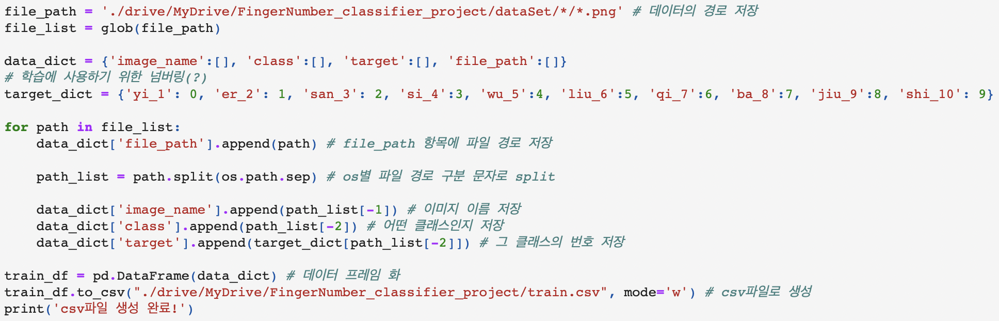 file_path = './drive/MyDrive/FingerNumber_classifier_project/dataSet/*/*.png' # 데이터의 경로 저장
file_list = glob(file_path)

data_dict = {'image_name':[], 'class':[], 'target':[], 'file_path':[]}
# 학습에 사용하기 위한 넘버링(?)
target_dict = {'yi_1': 0, 'er_2': 1, 'san_3': 2, 'si_4':3, 'wu_5':4, 'liu_6':5, 'qi_7':6, 'ba_8':7, 'jiu_9':8, 'shi_10': 9}

for path in file_list:
    data_dict['file_path'].append(path) # file_path 항목에 파일 경로 저장

    path_list = path.split(os.path.sep) # os별 파일 경로 구분 문자로 split

    data_dict['image_name'].append(path_list[-1]) # 이미지 이름 저장
    data_dict['class'].append(path_list[-2]) # 어떤 클래스인지 저장
    data_dict['target'].append(target_dict[path_list[-2]]) # 그 클래스의 번호 저장

train_df = pd.DataFrame(data_dict) # 데이터 프레임 화
train_df.to_csv("./drive/MyDrive/FingerNumber_classifier_project/train.csv", mode='w') # csv파일로 생성
print('csv파일 생성 완료!')